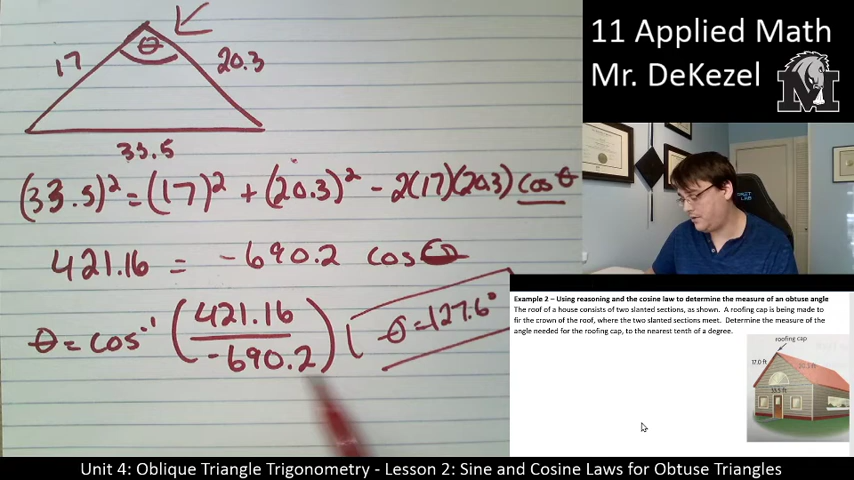 11 Applied Math
Mr. DeKezel
M
θ
17
20.3
33.5
(33.5)² = (17)² + (20.3)² - 2(17)(20.3) cos θ
421.16 = -690.2 cos θ
θ = cos⁻¹ (421.16 / -690.2)
θ = 127.6°
Example 2 – Using reasoning and the cosine law to determine the measure of an obtuse angle
The roof of a house consists of two slanted sections, as shown. A roofing cap is being made to
fir the crown of the roof, where the two slanted sections meet. Determine the measure of the
angle needed for the roofing cap, to the nearest tenth of a degree.
roofing cap
17.0 ft
20.3 ft
33.5 ft
Unit 4: Oblique Triangle Trigonometry - Lesson 2: Sine and Cosine Laws for Obtuse Triangles